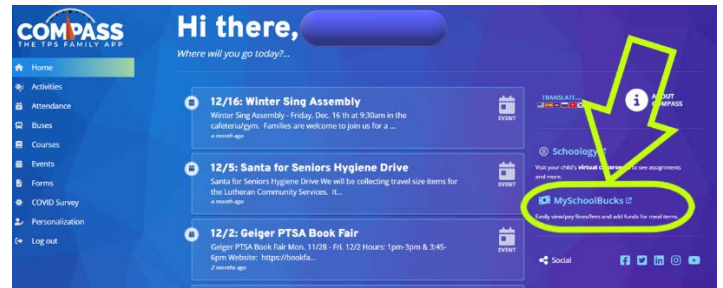 COMPASS
THE TPS FAMILY APP
Home
Activities
Attendance
Buses
Courses
Events
Forms
COVID Survey
Personalization
Log out
Hi there,
Where will you go today?...
12/16: Winter Sing Assembly
Winter Sing Assembly - Friday, Dec. 16 th at 9:30am in the
cafeteria/gym. Families are welcome to join us for a ...
a month ago
EVENT
12/5: Santa for Seniors Hygiene Drive
Santa for Seniors Hygiene Drive We will be collecting travel size items for
the Lutheran Community Services. It...
a month ago
EVENT
12/2: Geiger PTSA Book Fair
Geiger PTSA Book Fair Mon. 11/28 - Fri. 12/2 Hours: 1pm-3pm & 3:45-
6pm Website: https://bookfa...
2 months ago
EVENT
TRANSLATE...
ABOUT
COMPASS
Schoology
Visit your child's virtual to see assignments
and more.
MySchoolBucks
Easily view/pay fines/fees and add funds for meal items.
Social